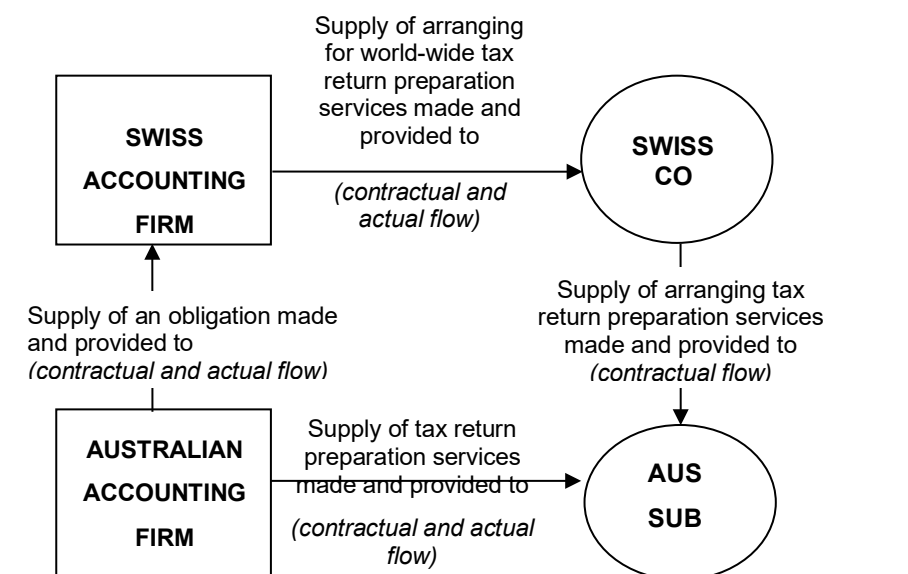 Supply of arranging
for world-wide tax
return preparation
services made and
provided to
SWISS
ACCOUNTING
FIRM
(contractual and
actual flow)
SWISS
CO
Supply of an obligation made
and provided to
(contractual and actual flow)
Supply of arranging tax
return preparation services
made and provided to
(contractual flow)
AUSTRALIAN
ACCOUNTING
FIRM
Supply of tax return
preparation services
made and provided to
(contractual and actual
flow)
AUS
SUB